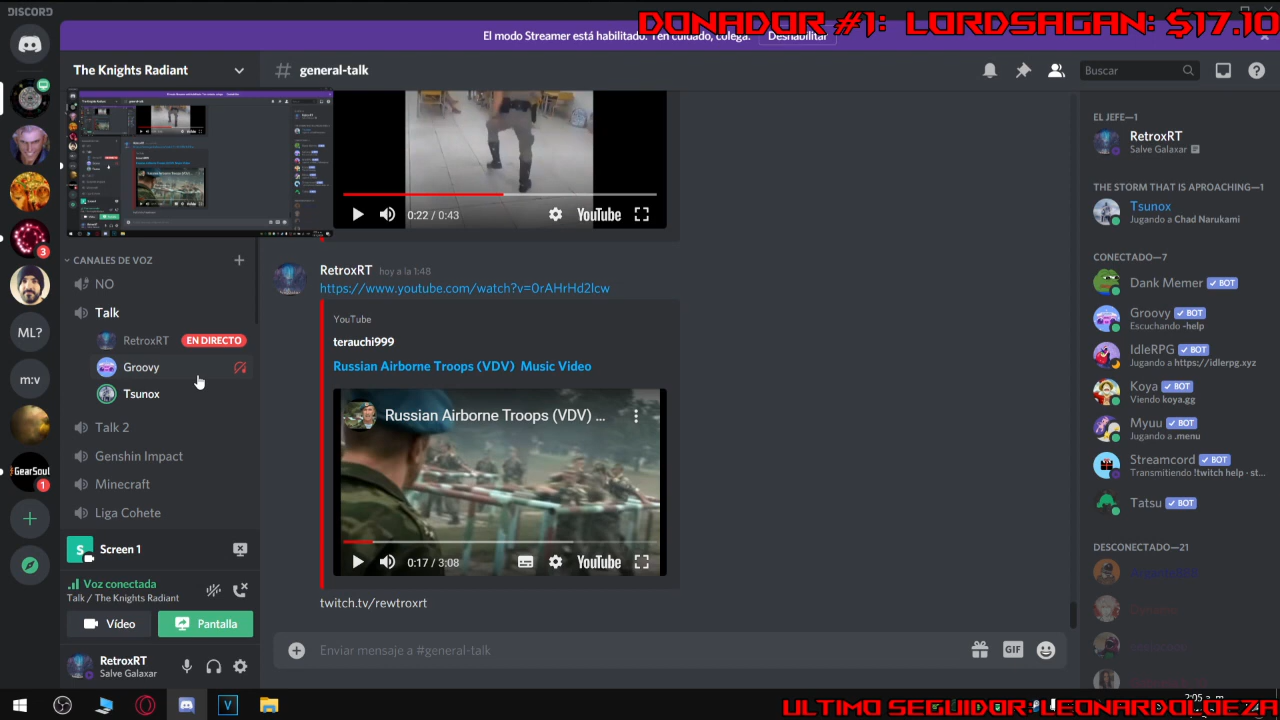 DISCORD
DONADOR #1: LORDSAGAN: $17.10
El modo Streamer está habilitado. Ten cuidado, colega.
Deshabilitar
The Knights Radiant
general-talk
Buscar
0:22 / 0:43
YouTube
CANALES DE VOZ
NO
Talk
RetroxRT EN DIRECTO
Groovy
Tsunox
Talk 2
Genshin Impact
Minecraft
Liga Cohete
3
ML?
m:v
GearSoul
1
S
Screen 1
Voz conectada
Talk / The Knights Radiant
Vídeo
Pantalla
RetroxRT
Salve Galaxar
RetroxRT hoy a la 1:48
https://www.youtube.com/watch?v=0rAHrHd2lcw
YouTube
terauchi999
Russian Airborne Troops (VDV) Music Video
Russian Airborne Troops (VDV) ...
0:17 / 3:08
YouTube
twitch.tv/rewtroxrt
Enviar mensaje a #general-talk
GIF
EL JEFE—1
RetroxRT
Salve Galaxar
THE STORM THAT IS APROACHING—1
Tsunox
Jugando a Chad Narukami
CONECTADO—7
Dank Memer ✓ BOT
Groovy ✓ BOT
Escuchando -help
IdleRPG ✓ BOT
Jugando a https://idlerpg.xyz
Koya ✓ BOT
Viendo koya.gg
Myuu ✓ BOT
Jugando a .menu
Streamcord ✓ BOT
Transmitiendo !twitch help · st...
Tatsu ✓ BOT
DESCONECTADO—21
V
2:05 a. m.
ULTIMO SEGUIDOR: LEONARDOLOEZA